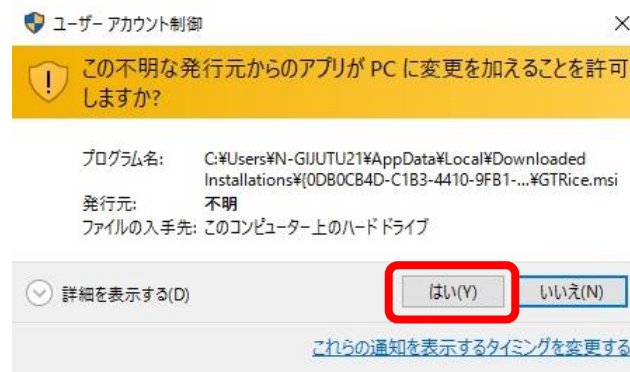 ユーザー アカウント制御
この不明な発行元からのアプリが PC に変更を加えることを許可
しますか?
プログラム名: C:¥Users¥N-GIJUTU21¥AppData¥Local¥Downloaded
Installations¥{0DB0CB4D-C1B3-4410-9FB1-...¥GTRice.msi
発行元: 不明
ファイルの入手先: このコンピューター上のハード ドライブ
詳細を表示する(D) はい(Y) いいえ(N)
これらの通知を表示するタイミングを変更する